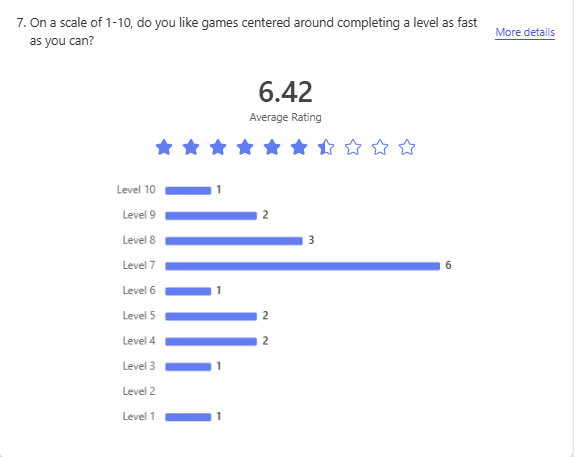 7. On a scale of 1-10, do you like games centered around completing a level as fast
as you can?
More details
6.42
Average Rating
Level 10 1
Level 9 2
Level 8 3
Level 7 6
Level 6 1
Level 5 2
Level 4 2
Level 3 1
Level 2
Level 1 1